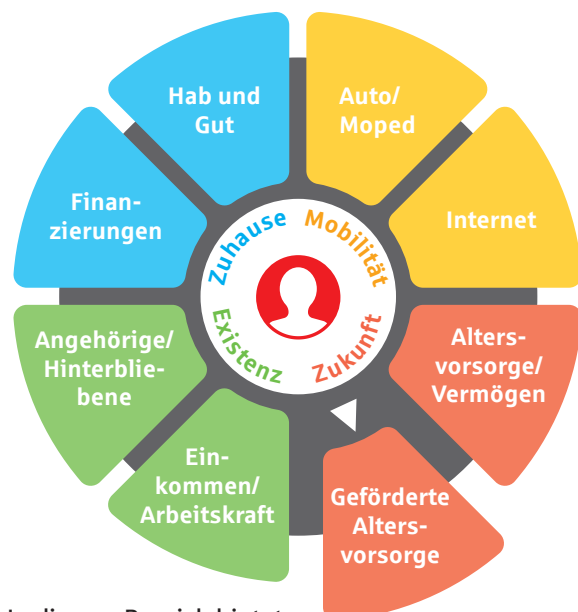 Hab und
Gut
Auto/
Moped
Finan-
zierungen
Internet
Zuhause
Mobilität
Existenz
Zukunft
Angehörige/
Hinterblie-
bene
Alters-
vorsorge/
Vermögen
Ein-
kommen/
Arbeitskraft
Geförderte
Alters-
vorsorge